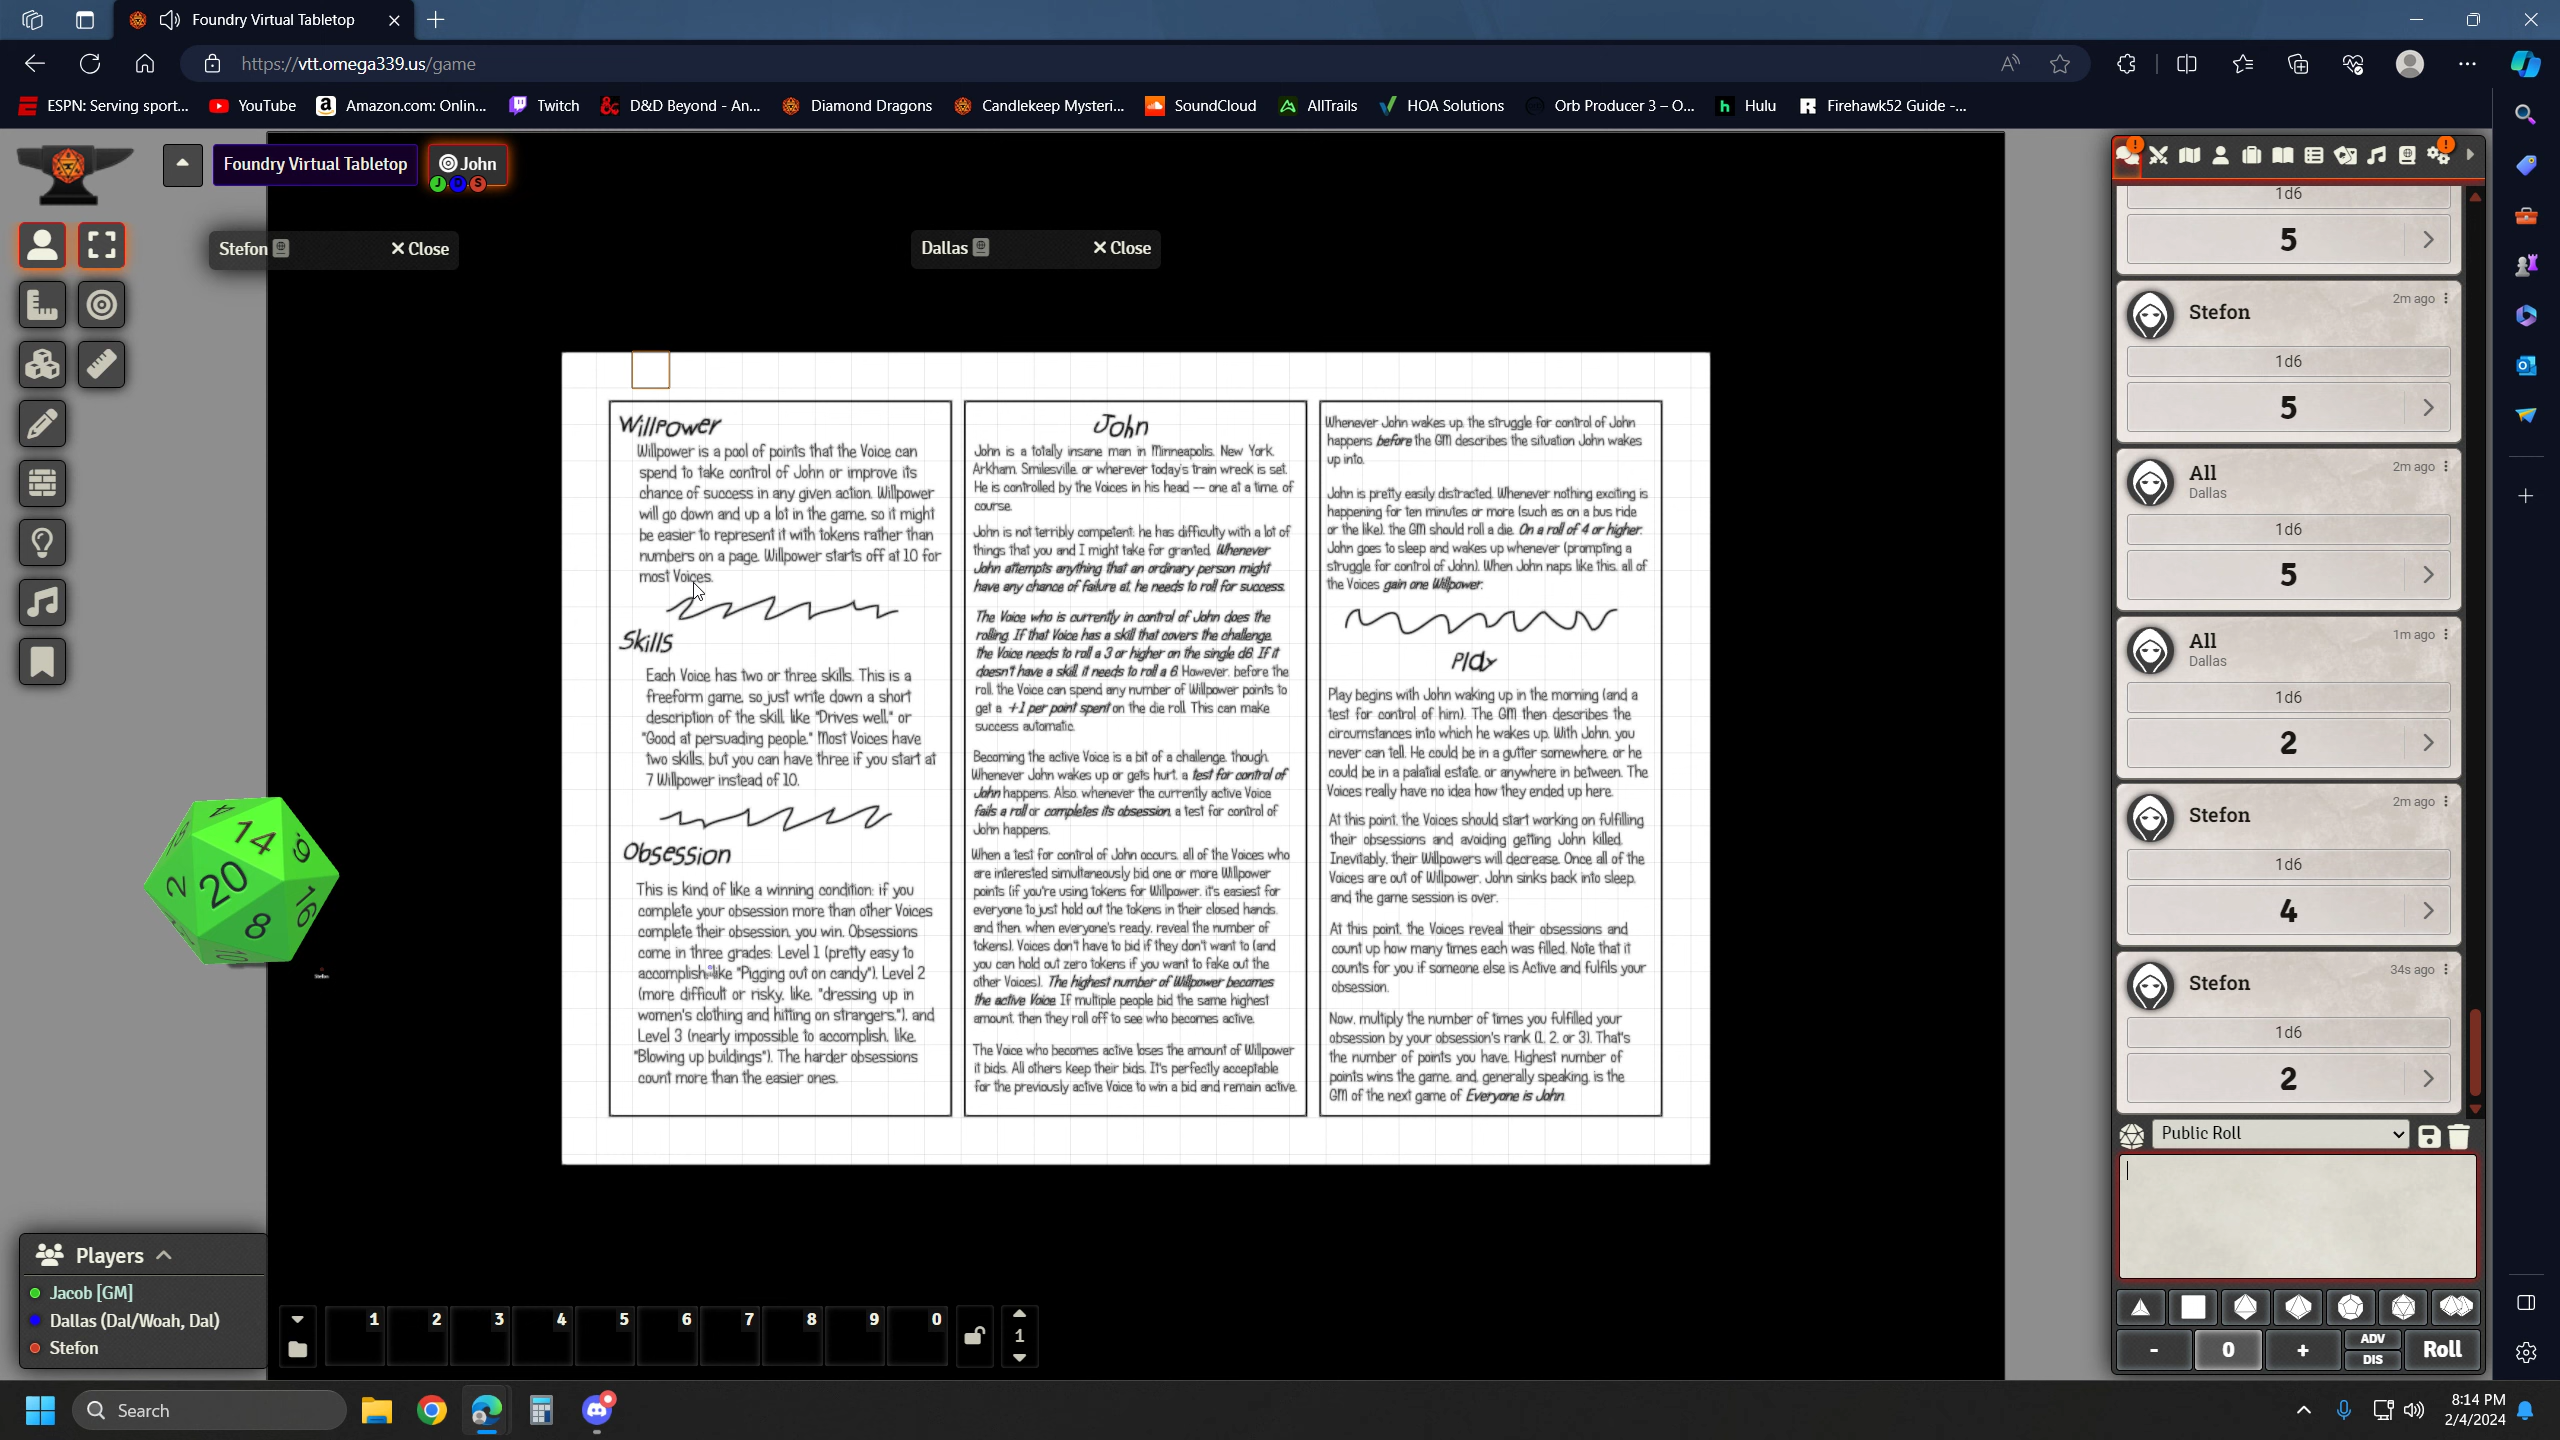 Foundry Virtual Tabletop
https://vtt.omega339.us/game
ESPN: Serving sport...
YouTube
Amazon.com: Onlin...
Twitch
D&D Beyond - An...
Diamond Dragons
Candlekeep Mysteri...
SoundCloud
AllTrails
HOA Solutions
Orb Producer 3 – O...
Hulu
Firehawk52 Guide -...
Foundry Virtual Tabletop
John
J D S
Stefon
Close
Dallas
Close
Willpower
Willpower is a pool of points that the Voice can
spend to take control of John or improve its
chance of success in any given action. Willpower
will go down and up a lot in the game, so it might
be easier to represent it with tokens rather than
numbers on a page. Willpower starts off at 10 for
most Voices.
Skills
Each Voice has two or three skills. This is a
freeform game, so just write down a short
description of the skill, like "Drives well," or
"Good at persuading people." Most Voices have
two skills, but you can have three if you start at
7 Willpower instead of 10.
Obsession
This is kind of like a winning condition: if you
complete your obsession more than other Voices
complete their obsession, you win. Obsessions
come in three grades: Level 1 (pretty easy to
accomplish, like "Pigging out on candy"), Level 2
(more difficult or risky, like, "dressing up in
women's clothing and hitting on strangers."), and
Level 3 (nearly impossible to accomplish, like,
"Blowing up buildings"). The harder obsessions
count more than the easier ones.
John
John is a totally insane man in Minneapolis, New York,
Arkham, Smilesville, or wherever today's train wreck is set.
He is controlled by the Voices in his head -- one at a time, of
course.
John is not terribly competent: he has difficulty with a lot of
things that you and I might take for granted. Whenever
John attempts anything that an ordinary person might
have any chance of failure at, he needs to roll for success.
The Voice who is currently in control of John does the
rolling. If that Voice has a skill that covers the challenge,
the Voice needs to roll a 3 or higher on the single d6. If it
doesn't have a skill, it needs to roll a 6. However, before the
roll, the Voice can spend any number of Willpower points to
get a +1 per point spent on the die roll. This can make
success automatic.
Becoming the active Voice is a bit of a challenge, though.
Whenever John wakes up or gets hurt, a test for control of
John happens. Also, whenever the currently active Voice
fails a roll or completes its obsession, a test for control of
John happens.
When a test for control of John occurs, all of the Voices who
are interested simultaneously bid one or more Willpower
points (if you're using tokens for Willpower, it's easiest for
everyone to just hold out the tokens in their closed hands,
and then, when everyone's ready, reveal the number of
tokens). Voices don't have to bid if they don't want to (and
you can hold out zero tokens if you want to fake out the
other Voices). The highest number of Willpower becomes
the active Voice. If multiple people bid the same highest
amount, then they roll off to see who becomes active.
The Voice who becomes active loses the amount of Willpower
it bids. All others keep their bids. It's perfectly acceptable
for the previously active Voice to win a bid and remain active.
Whenever John wakes up, the struggle for control of John
happens before the GM describes the situation John wakes
up into.
John is pretty easily distracted. Whenever nothing exciting is
happening for ten minutes or more (such as on a bus ride
or the like), the GM should roll a die. On a roll of 4 or higher,
John goes to sleep and wakes up whenever (prompting a
struggle for control of John). When John naps like this, all of
the Voices gain one Willpower.
Play
Play begins with John waking up in the morning (and a
test for control of him). The GM then describes the
circumstances into which he wakes up. With John, you
never can tell. He could be in a gutter somewhere, or he
could be in a palatial estate, or anywhere in between. The
Voices really have no idea how they ended up here.
At this point, the Voices should start working on fulfilling
their obsessions and avoiding getting John killed.
Inevitably, their Willpowers will decrease. Once all of the
Voices are out of Willpower, John sinks back into sleep,
and the game session is over.
At this point, the Voices reveal their obsessions and
count up how many times each was filled. Note that it
counts for you if someone else is Active and fulfils your
obsession.
Now, multiply the number of times you fulfilled your
obsession by your obsession's rank (1, 2, or 3). That's
the number of points you have. Highest number of
points wins the game, and, generally speaking, is the
GM of the next game of Everyone is John.
14
20
2
8
16
Stefon
1d6
5
Stefon
2m ago
1d6
5
All
2m ago
Dallas
1d6
5
All
1m ago
Dallas
1d6
2
Stefon
2m ago
1d6
4
Stefon
34s ago
1d6
2
Public Roll
- 0 +
ADV
DIS
Roll
Players
Jacob [GM]
Dallas (Dal/Woah, Dal)
Stefon
1 2 3 4 5 6 7 8 9 0
1
Search
8:14 PM
2/4/2024